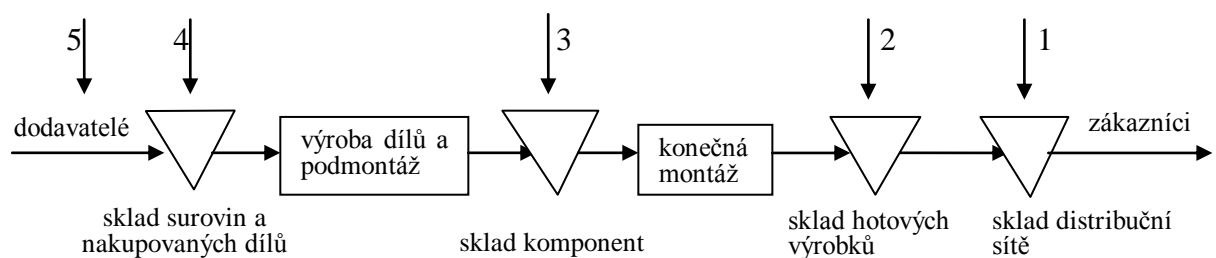 5
4
3
2
1
dodavatelé
zákazníci
výroba dílů a
podmontáž
konečná
montáž
sklad surovin a
nakupovaných dílů
sklad komponent
sklad hotových
výrobků
sklad distribuční
sítě